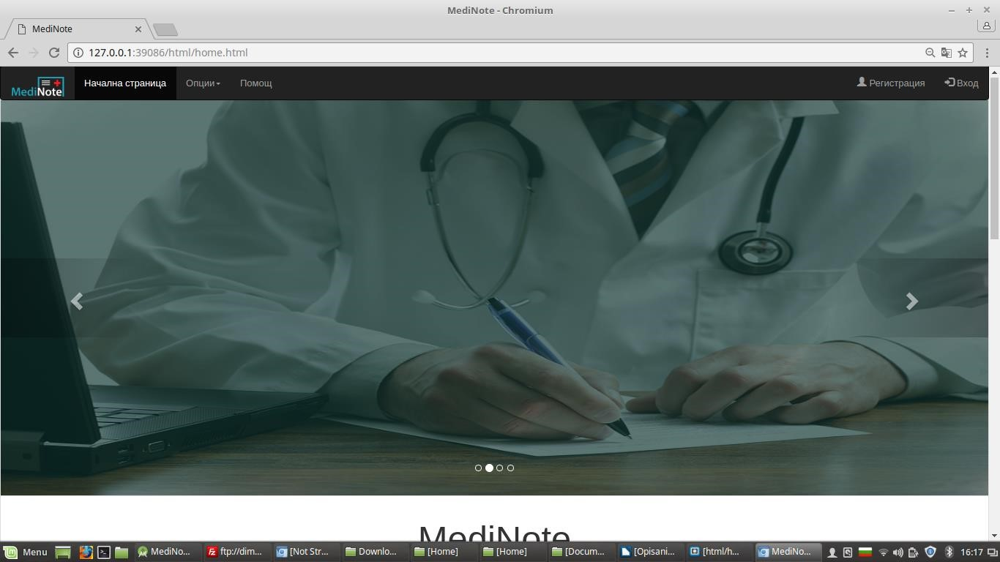 MediNote - Chromium
MediNote
127.0.0.1:39086/html/home.html
MediNote Начална страница Опции Помощ Регистрация Вход
MediNote
Menu MediNo... ftp://dim... [Not Str... Downlo... [Home] [Home] [Docum... [Opisani... [html/h... MediNo... 16:17